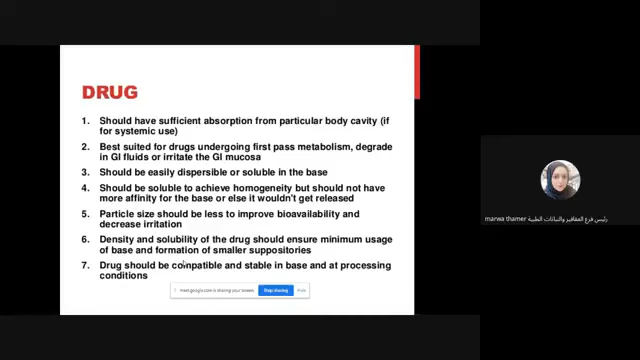 DRUG
1. Should have sufficient absorption from particular body cavity (if
for systemic use)
2. Best suited for drugs undergoing first pass metabolism, degrade
in GI fluids or irritate the GI mucosa
3. Should be easily dispersible or soluble in the base
4. Should be soluble to achieve homogeneity but should not have
more affinity for the base or else it wouldn't get released
5. Particle size should be less to improve bioavailability and
decrease irritation
6. Density and solubility of the drug should ensure minimum usage
of base and formation of smaller suppositories
7. Drug should be compatible and stable in base and at processing
conditions
meet.google.com is sharing your screen. Stop sharing Hide
marwa thamer رئيس فرع العقاقير والنباتات الطبية